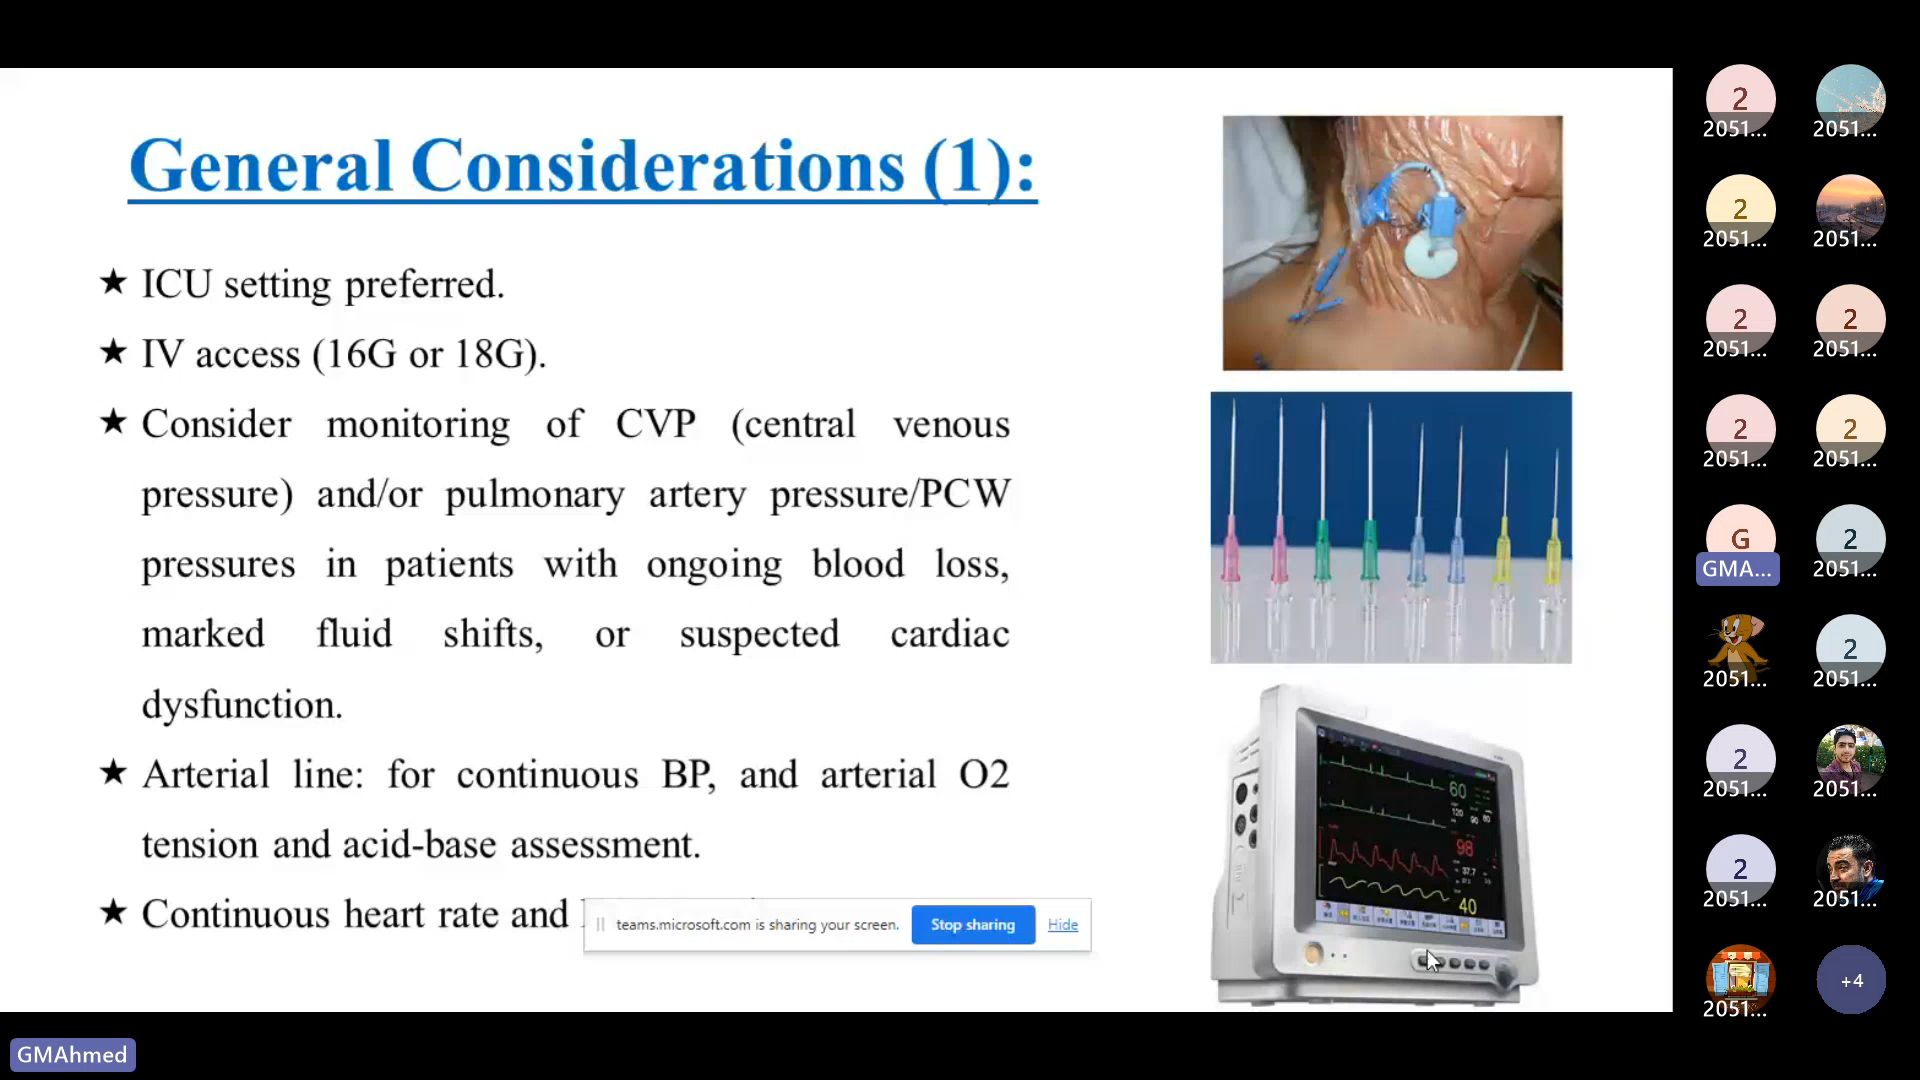 General Considerations (1):
★ ICU setting preferred.
★ IV access (16G or 18G).
★ Consider monitoring of CVP (central venous
pressure) and/or pulmonary artery pressure/PCW
pressures in patients with ongoing blood loss,
marked fluid shifts, or suspected cardiac
dysfunction.
★ Arterial line: for continuous BP, and arterial O2
tension and acid-base assessment.
★ Continuous heart rate and
teams.microsoft.com is sharing your screen. Stop sharing Hide
60
98
40
2 2051... 2051...
2 2051... 2051...
2 2051... 2 2051...
2 2051... 2 2051...
G GMA... 2 2051...
2051... 2 2051...
2 2051... 2051...
2 2051... 2051...
2051... +4
GMAhmed